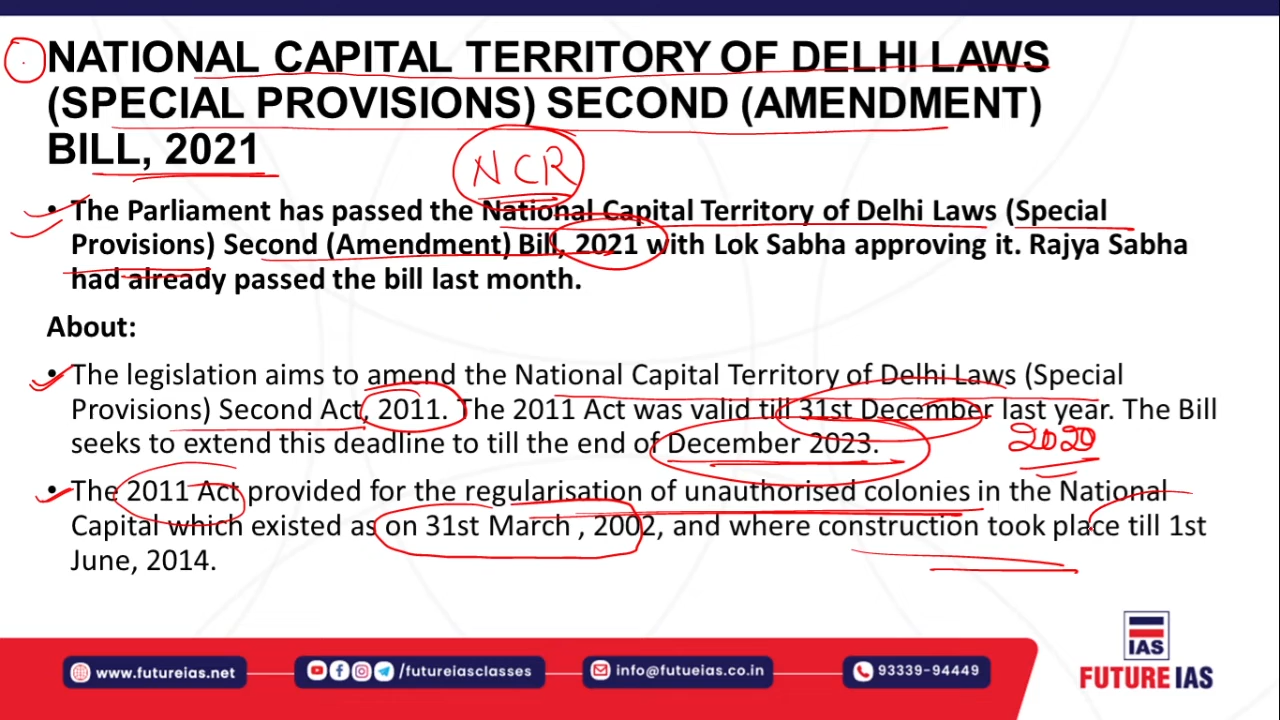 NATIONAL CAPITAL TERRITORY OF DELHI LAWS
(SPECIAL PROVISIONS) SECOND (AMENDMENT)
BILL, 2021
NCR
• The Parliament has passed the National Capital Territory of Delhi Laws (Special
Provisions) Second (Amendment) Bill, 2021 with Lok Sabha approving it. Rajya Sabha
had already passed the bill last month.
About:
• The legislation aims to amend the National Capital Territory of Delhi Laws (Special
Provisions) Second Act, 2011. The 2011 Act was valid till 31st December last year. The Bill
seeks to extend this deadline to till the end of December 2023.
2020
• The 2011 Act provided for the regularisation of unauthorised colonies in the National
Capital which existed as on 31st March , 2002, and where construction took place till 1st
June, 2014.
IAS
www.futureias.net
/futureiasclasses
info@futueias.co.in
93339-94449
FUTURE IAS